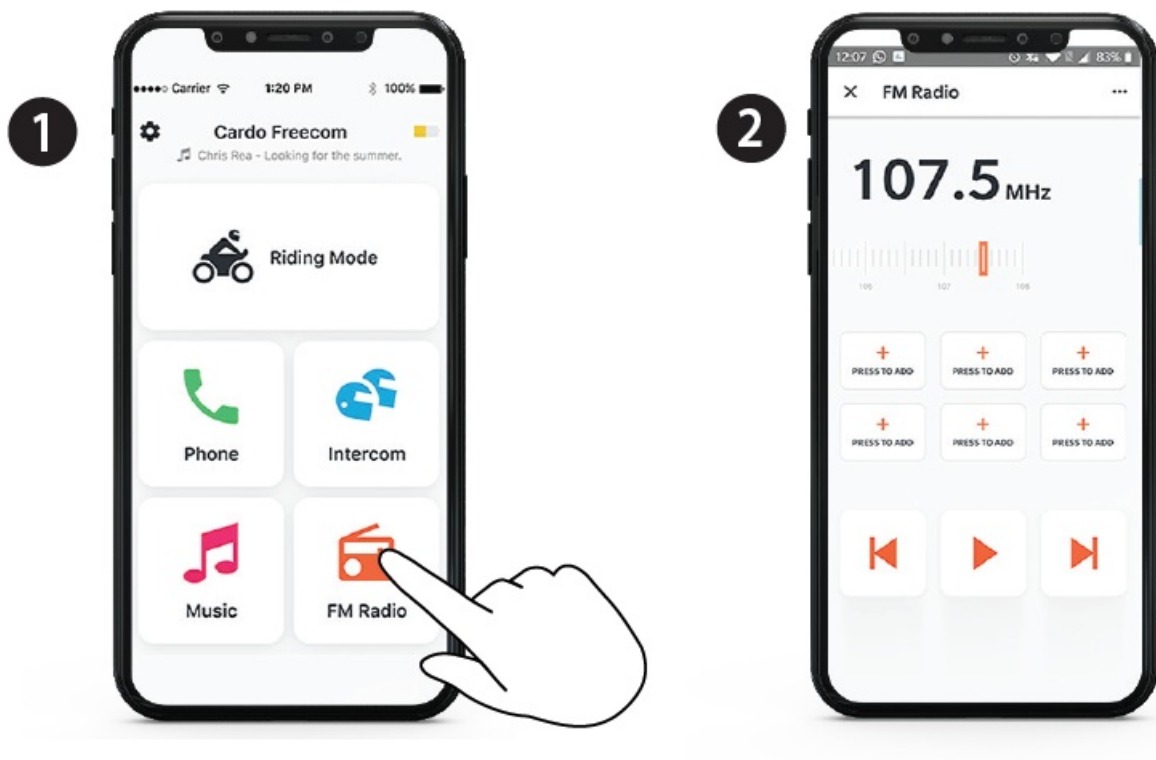 1
Carrier 1:20 PM 100%
Cardo Freecom
Chris Rea - Looking for the summer.
Riding Mode
Phone Intercom
Music FM Radio
2
12:07 83%
× FM Radio ...
107.5 MHz
106 107 108
+ + +
PRESS TO ADD PRESS TO ADD PRESS TO ADD
+ + +
PRESS TO ADD PRESS TO ADD PRESS TO ADD